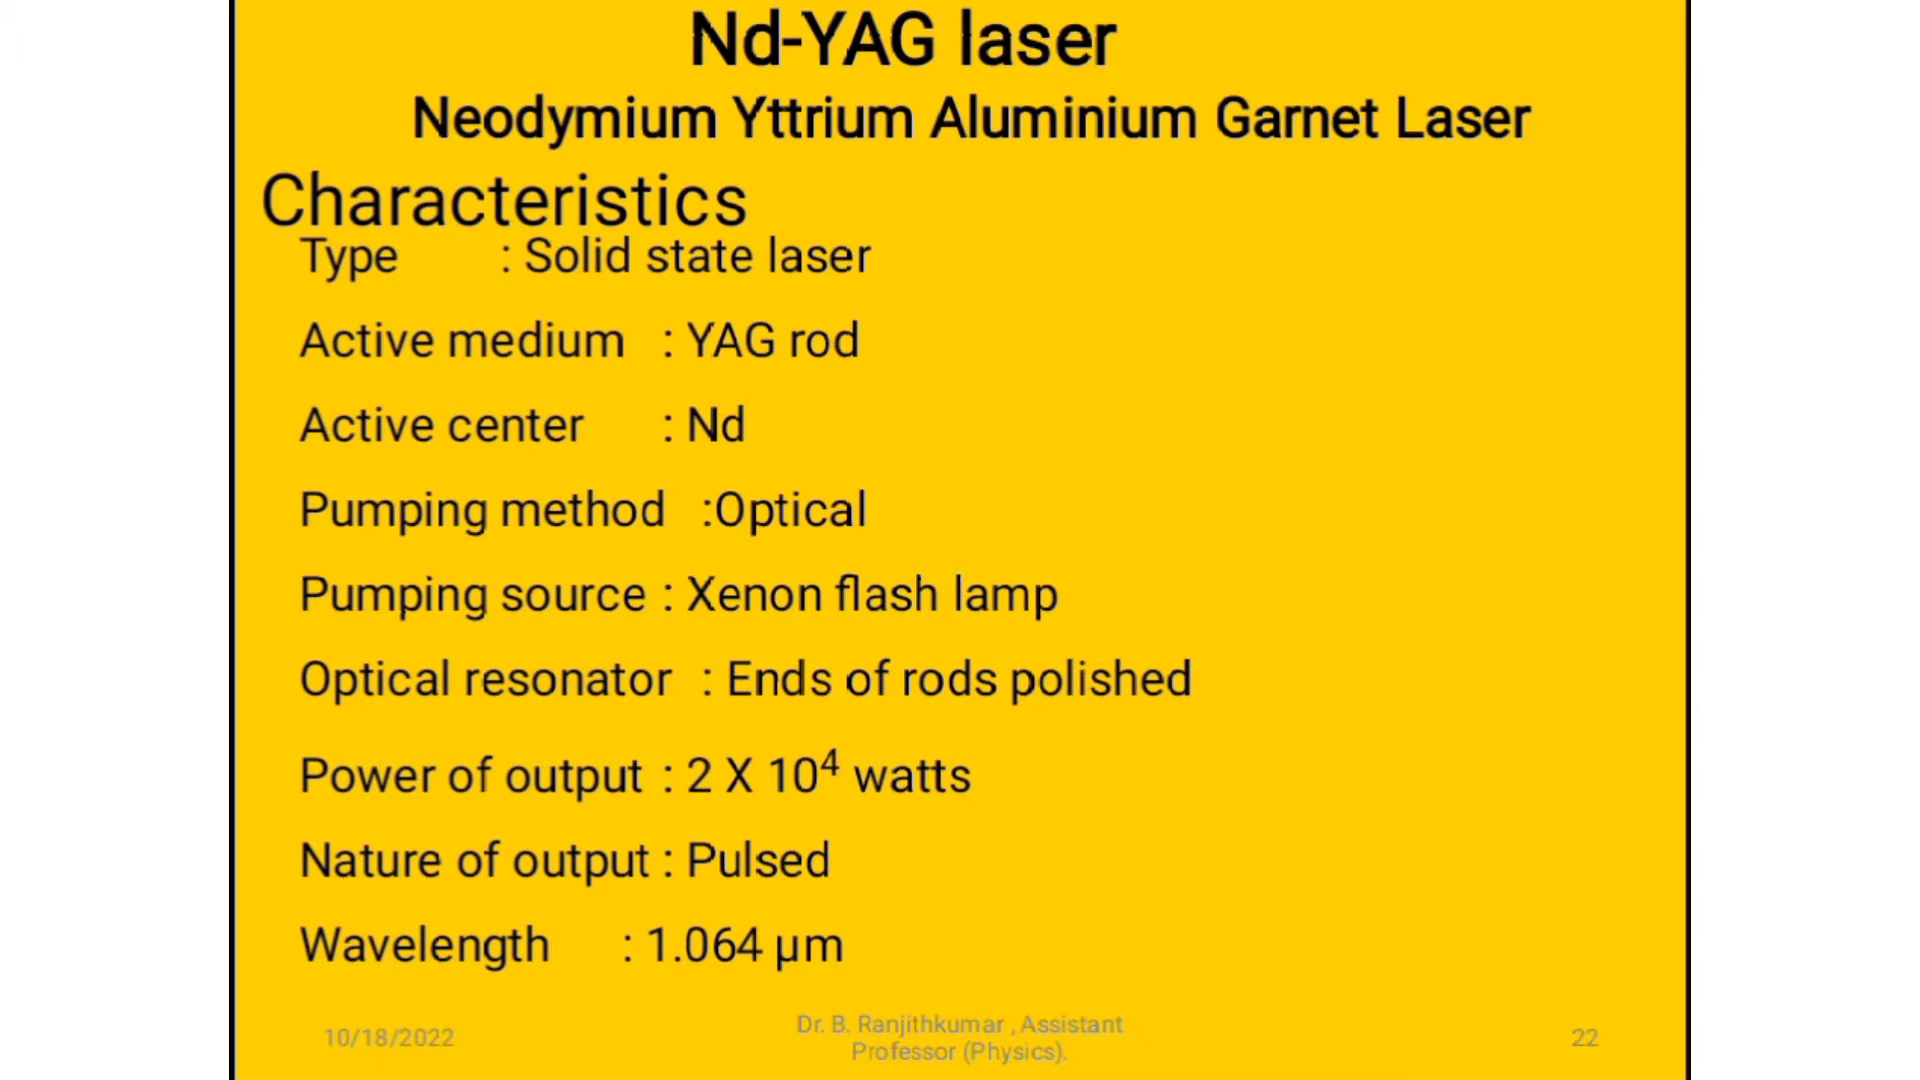 Nd-YAG laser
Neodymium Yttrium Aluminium Garnet Laser
Characteristics
Type : Solid state laser
Active medium : YAG rod
Active center : Nd
Pumping method :Optical
Pumping source : Xenon flash lamp
Optical resonator : Ends of rods polished
Power of output : 2 X 10⁴ watts
Nature of output : Pulsed
Wavelength : 1.064 µm
10/18/2022
Dr. B. Ranjithkumar , Assistant
Professor (Physics).
22